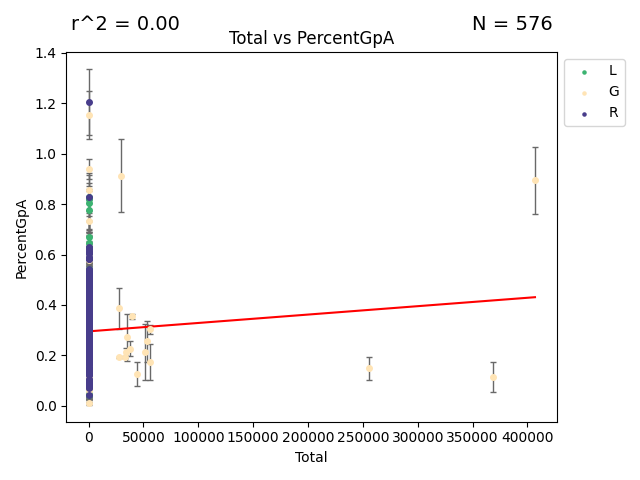 r^2 = 0.00
N = 576
Total vs PercentGpA
L
G
R
PercentGpA
1.4
1.2
1.0
0.8
0.6
0.4
0.2
0.0
0
50000
100000
150000
200000
250000
300000
350000
400000
Total